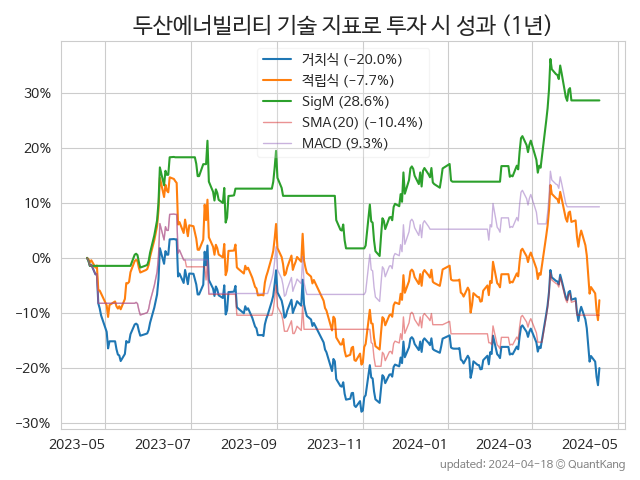 두산에너빌리티 기술 지표로 투자 시 성과 (1년)
거치식 (−20.0%)
적립식 (−7.7%)
SigM (28.6%)
SMA(20) (−10.4%)
MACD (9.3%)
30%
20%
10%
0%
−10%
−20%
−30%
2023-05 2023-07 2023-09 2023-11 2024-01 2024-03 2024-05
updated: 2024-04-18 @ QuantKang